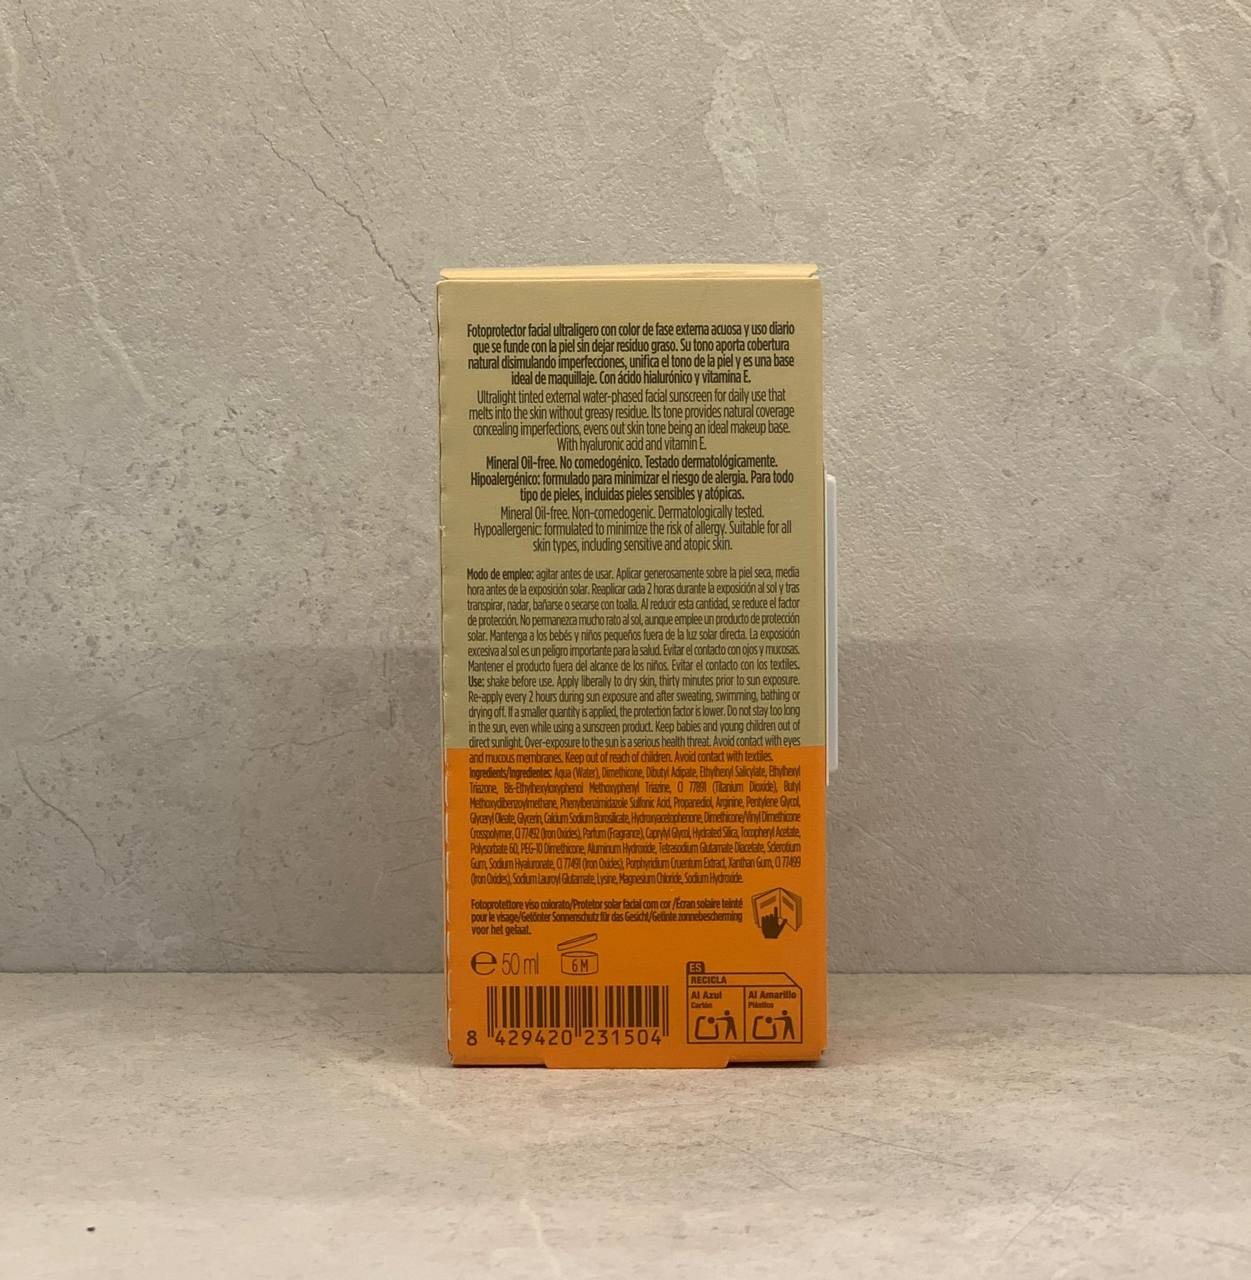 Fotoprotector facial ultraligero con color de fase externa acuosa y uso diario
que se funde con la piel sin dejar residuo graso. Su tono aporta cobertura
natural disimulando imperfecciones, unifica el tono de la piel y es una base
ideal de maquillaje. Con ácido hialurónico y vitamina E.
Ultralight tinted external water-phased facial sunscreen for daily use that
melts into the skin without greasy residue. Its tone provides natural coverage
concealing imperfections, evens out skin tone being an ideal makeup base.
With hyaluronic acid and vitamin E.
Mineral Oil-free. No comedogénico. Testado dermatológicamente.
Hipoalergénico: formulado para minimizar el riesgo de alergia. Para todo
tipo de pieles, incluidas pieles sensibles y atópicas.
Mineral Oil-free. Non-comedogenic. Dermatologically tested.
Hypoallergenic: formulated to minimize the risk of allergy. Suitable for all
skin types, including sensitive and atopic skin.
Modo de empleo: agitar antes de usar. Aplicar generosamente sobre la piel seca, media
hora antes de la exposición solar. Reaplicar cada 2 horas durante la exposición al sol y tras
transpirar, nadar, bañarse o secarse con toalla. Al reducir esta cantidad, se reduce el factor
de protección. No permanezca mucho rato al sol, aunque emplee un producto de protección
solar. Mantenga a los bebés y niños pequeños fuera de la luz solar directa. La exposición
excesiva al sol es un peligro importante para la salud. Evitar el contacto con ojos y mucosas.
Mantener el producto fuera del alcance de los niños. Evitar el contacto con los textiles.
Use: shake before use. Apply liberally to dry skin, thirty minutes prior to sun exposure.
Re-apply every 2 hours during sun exposure and after sweating, swimming, bathing or
drying off. If a smaller quantity is applied, the protection factor is lower. Do not stay too long
in the sun, even while using a sunscreen product. Keep babies and young children out of
direct sunlight. Over-exposure to the sun is a serious health threat. Avoid contact with eyes
and mucous membranes. Keep out of reach of children. Avoid contact with textiles.
Ingredients/Ingredientes: Aqua (Water), Dimethicone, Dibutyl Adipate, Ethylhexyl Salicylate, Ethylhexyl
Triazone, Bis-Ethylhexyloxyphenol Methoxyphenyl Triazine, CI 77891 (Titanium Dioxide), Butyl
Methoxydibenzoylmethane, Phenylbenzimidazole Sulfonic Acid, Propanediol, Arginine, Pentylene Glycol,
Glyceryl Oleate, Glycerin, Calcium Sodium Borosilicate, Hydroxyacetophenone, Dimethicone/Vinyl Dimethicone
Crosspolymer, CI 77492 (Iron Oxides), Parfum (Fragrance), Caprylyl Glycol, Hydrated Silica, Tocopheryl Acetate,
Polysorbate 60, PEG-10 Dimethicone, Aluminum Hydroxide, Tetrasodium Glutamate Diacetate, Sclerotium
Gum, Sodium Hyaluronate, CI 77491 (Iron Oxides), Porphyridium Cruentum Extract, Xanthan Gum, CI 77499
(Iron Oxides), Sodium Lauroyl Glutamate, Lysine, Magnesium Chloride, Sodium Hydroxide.
Fotoprotettore viso colorato/Protetor solar facial com cor /Écran solaire teinté
pour le visage/Getönter Sonnenschutz für das Gesicht/Getinte zonnebescherming
voor het gelaat.
℮ 50 ml
6 M
ES
RECICLA
Al Azul
Cartón
Al Amarillo
Plástico
8 429420 231504